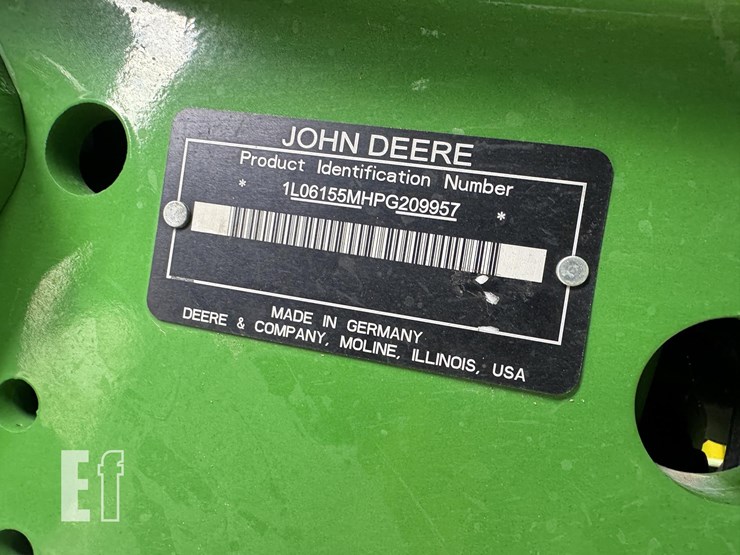 JOHN DEERE
Product Identification Number
* 1L06155MHPG209957 *
MADE IN GERMANY
DEERE & COMPANY, MOLINE, ILLINOIS, USA
Ef